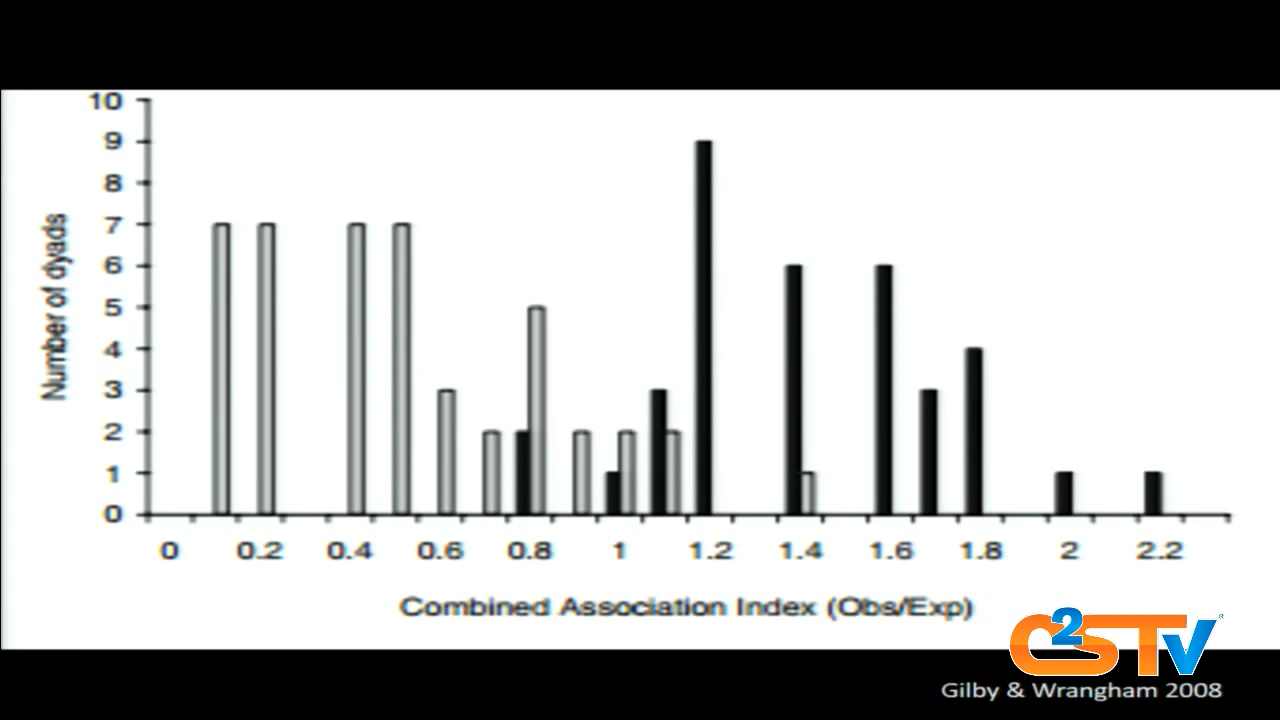 10
9
8
7
6
5
4
3
2
1
0
Number of dyads
0 0.2 0.4 0.6 0.8 1 1.2 1.4 1.6 1.8 2 2.2
Combined Association Index (Obs/Exp)
C2STV
Gilby & Wrangham 2008